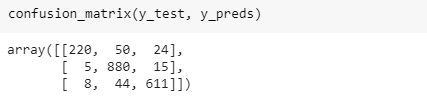 confusion_matrix(y_test, y_preds)
array([[220,  50,  24],
       [  5, 880,  15],
       [  8,  44, 611]])